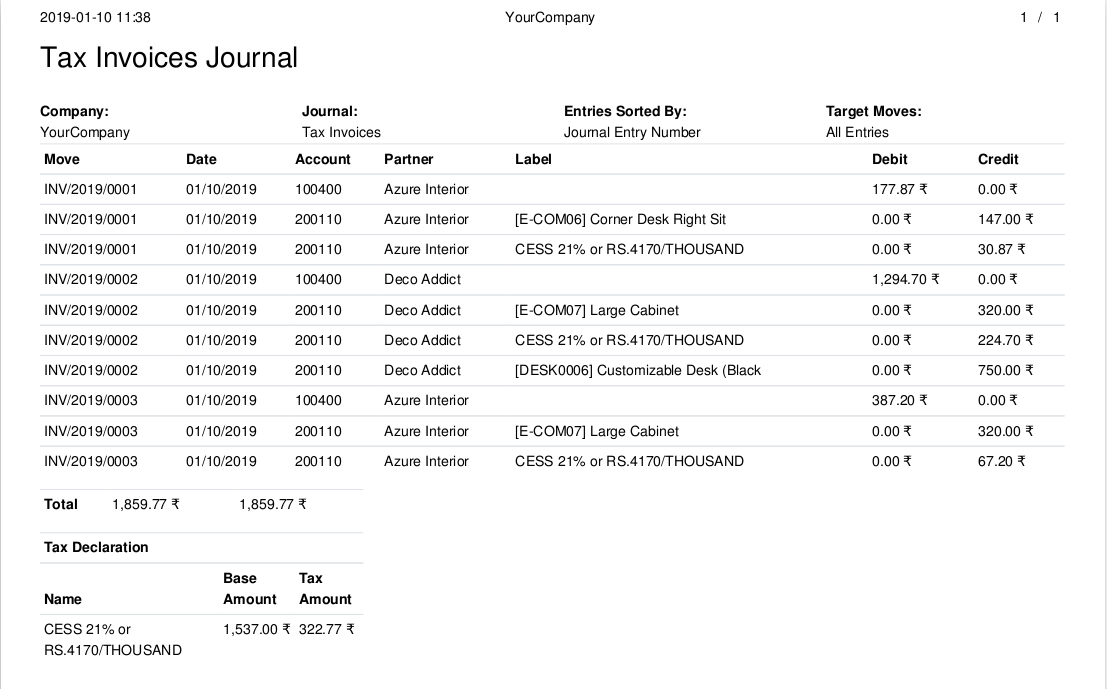 2019-01-10 11:38 YourCompany 1 / 1
Tax Invoices Journal
Company: Journal: Entries Sorted By: Target Moves:
YourCompany Tax Invoices Journal Entry Number All Entries
Move Date Account Partner Label Debit Credit
INV/2019/0001 01/10/2019 100400 Azure Interior 177.87 ₹ 0.00 ₹
INV/2019/0001 01/10/2019 200110 Azure Interior [E-COM06] Corner Desk Right Sit 0.00 ₹ 147.00 ₹
INV/2019/0001 01/10/2019 200110 Azure Interior CESS 21% or RS.4170/THOUSAND 0.00 ₹ 30.87 ₹
INV/2019/0002 01/10/2019 100400 Deco Addict 1,294.70 ₹ 0.00 ₹
INV/2019/0002 01/10/2019 200110 Deco Addict [E-COM07] Large Cabinet 0.00 ₹ 320.00 ₹
INV/2019/0002 01/10/2019 200110 Deco Addict CESS 21% or RS.4170/THOUSAND 0.00 ₹ 224.70 ₹
INV/2019/0002 01/10/2019 200110 Deco Addict [DESK0006] Customizable Desk (Black 0.00 ₹ 750.00 ₹
INV/2019/0003 01/10/2019 100400 Azure Interior 387.20 ₹ 0.00 ₹
INV/2019/0003 01/10/2019 200110 Azure Interior [E-COM07] Large Cabinet 0.00 ₹ 320.00 ₹
INV/2019/0003 01/10/2019 200110 Azure Interior CESS 21% or RS.4170/THOUSAND 0.00 ₹ 67.20 ₹
Total 1,859.77 ₹ 1,859.77 ₹
Tax Declaration
Base Tax
Name Amount Amount
CESS 21% or 1,537.00 ₹ 322.77 ₹
RS.4170/THOUSAND